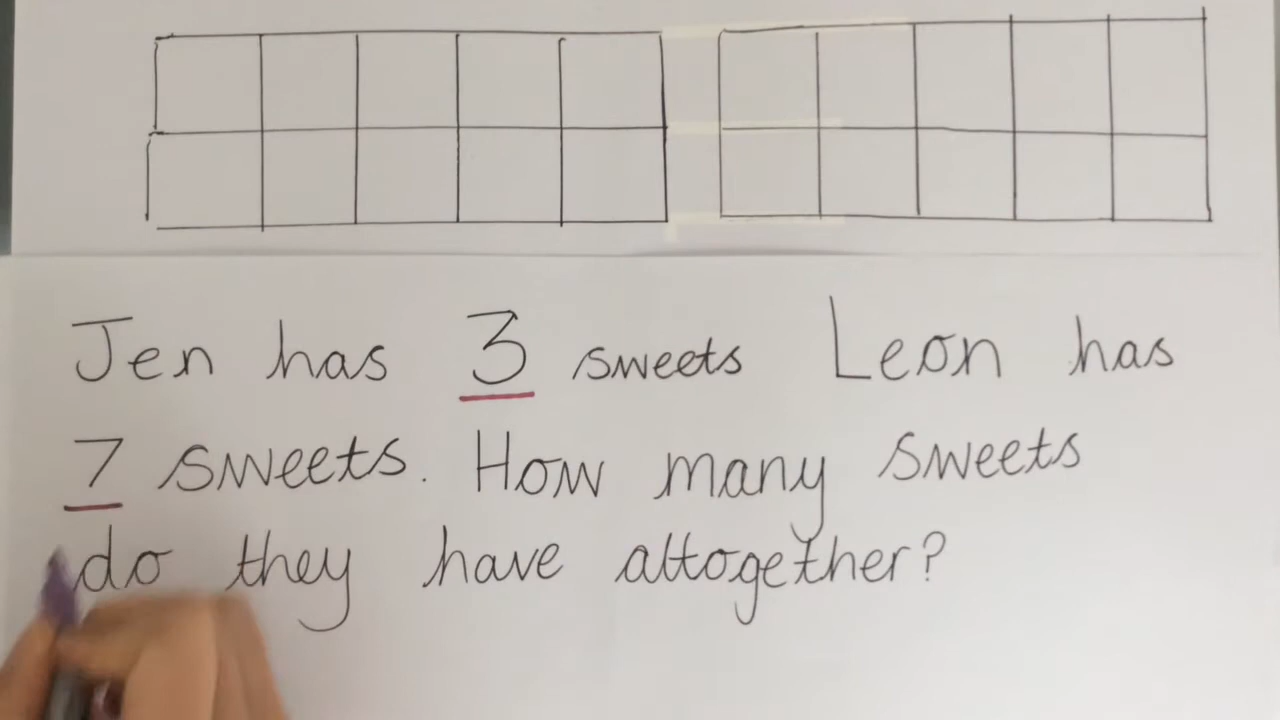 Jen has 3 sweets Leon has
7 sweets. How many sweets
do they have altogether?